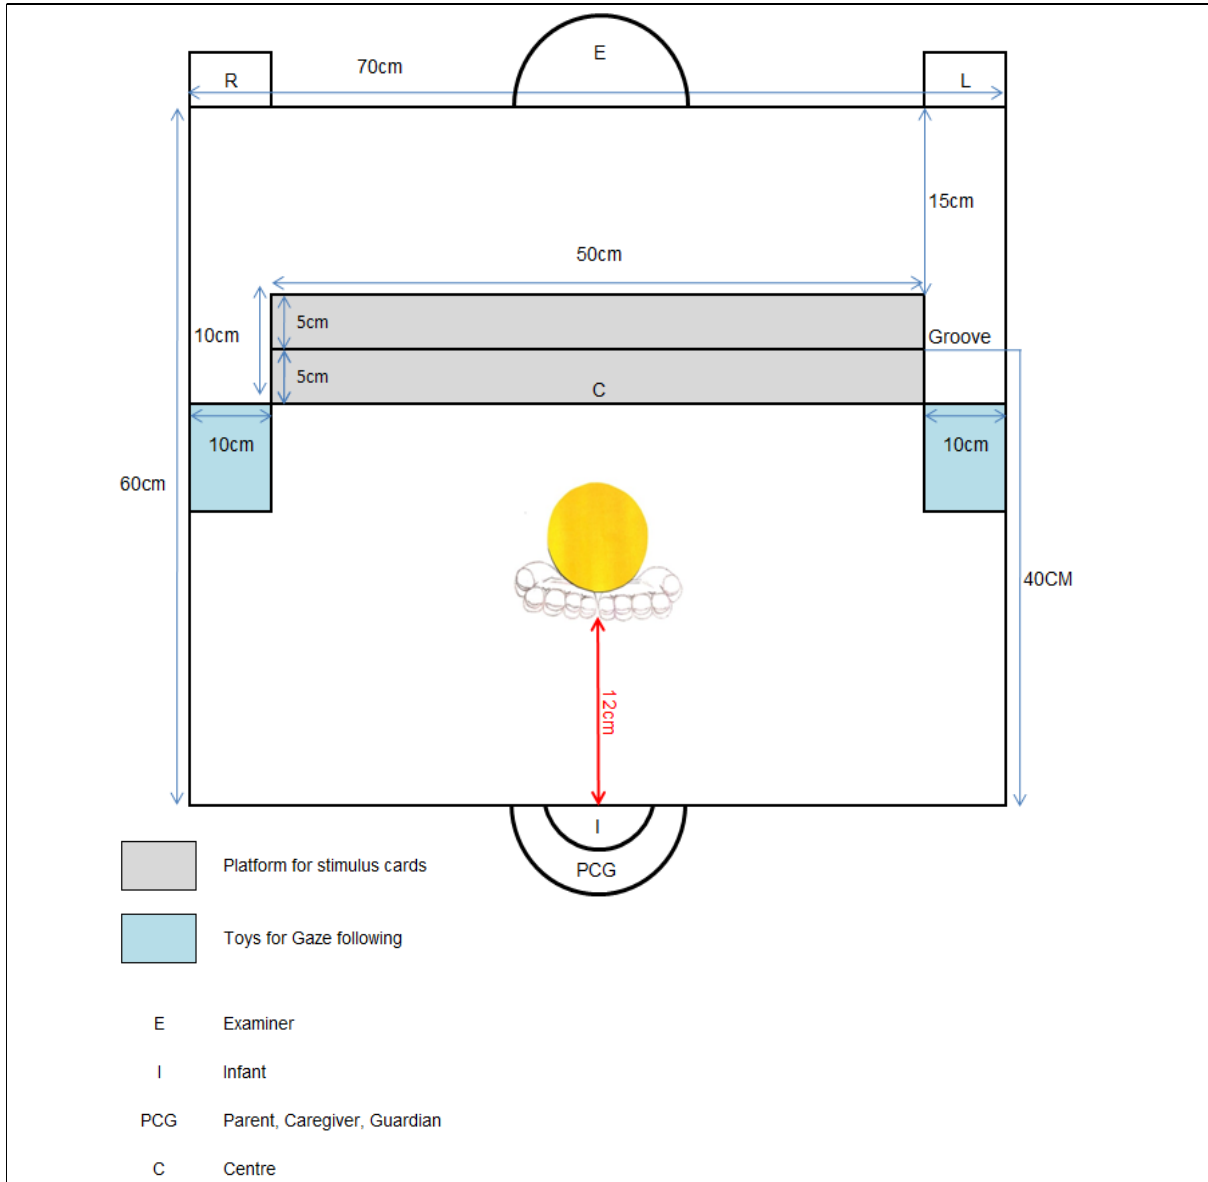 E
70cm
R
L
15cm
50cm
5cm
10cm
Groove
5cm
C
10cm
10cm
60cm
40CM
12cm
I
PCG
Platform for stimulus cards
Toys for Gaze following
E Examiner
I Infant
PCG Parent, Caregiver, Guardian
C Centre